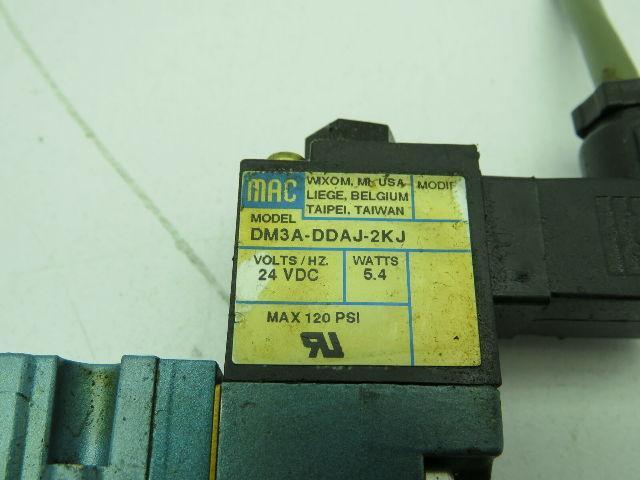 MAC
WIXOM, MI. USA
LIEGE, BELGIUM
TAIPEI, TAIWAN
MODIF
MODEL
DM3A-DDAJ-2KJ
VOLTS/HZ.
24 VDC
WATTS
5.4
MAX 120 PSI